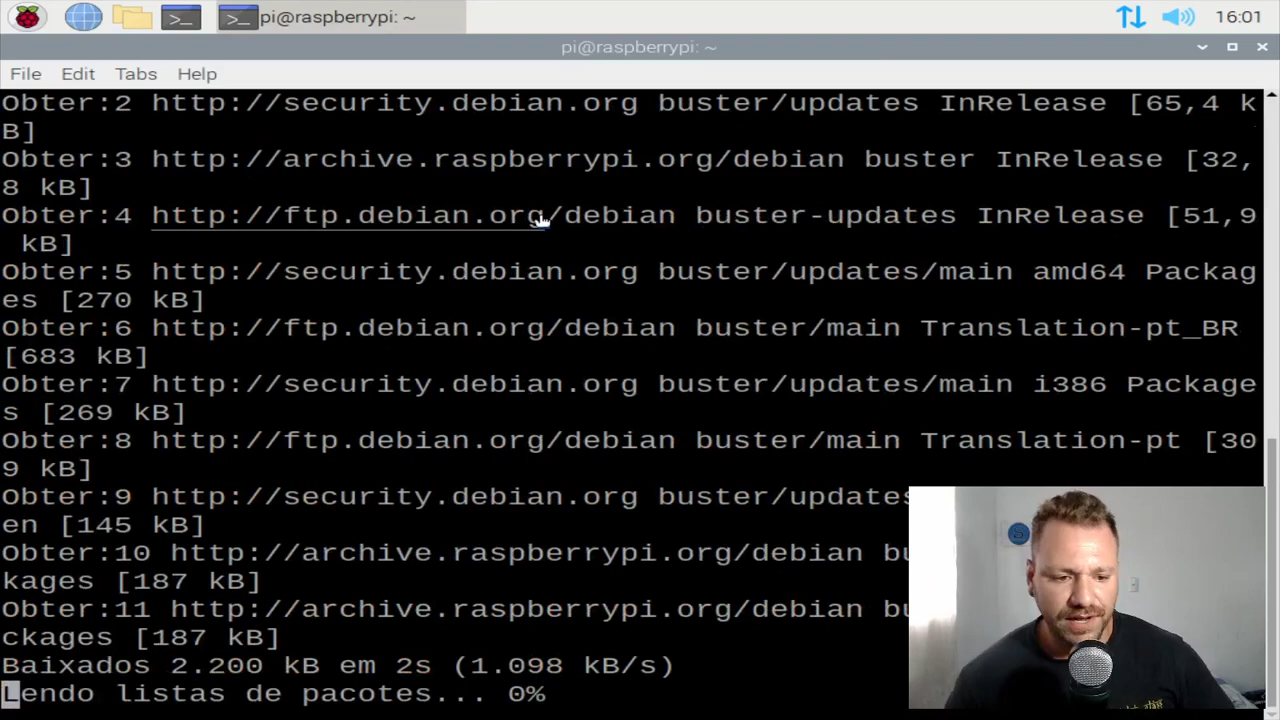 pi@raspberrypi: ~
16:01
pi@raspberrypi: ~
File Edit Tabs Help
Obter:2 http://security.debian.org buster/updates InRelease [65,4 k
B]
Obter:3 http://archive.raspberrypi.org/debian buster InRelease [32,
8 kB]
Obter:4 http://ftp.debian.org/debian buster-updates InRelease [51,9
kB]
Obter:5 http://security.debian.org buster/updates/main amd64 Packag
es [270 kB]
Obter:6 http://ftp.debian.org/debian buster/main Translation-pt_BR
[683 kB]
Obter:7 http://security.debian.org buster/updates/main i386 Package
s [269 kB]
Obter:8 http://ftp.debian.org/debian buster/main Translation-pt [30
9 kB]
Obter:9 http://security.debian.org buster/updates
en [145 kB]
Obter:10 http://archive.raspberrypi.org/debian bu
kages [187 kB]
Obter:11 http://archive.raspberrypi.org/debian bu
ckages [187 kB]
Baixados 2.200 kB em 2s (1.098 kB/s)
Lendo listas de pacotes... 0%